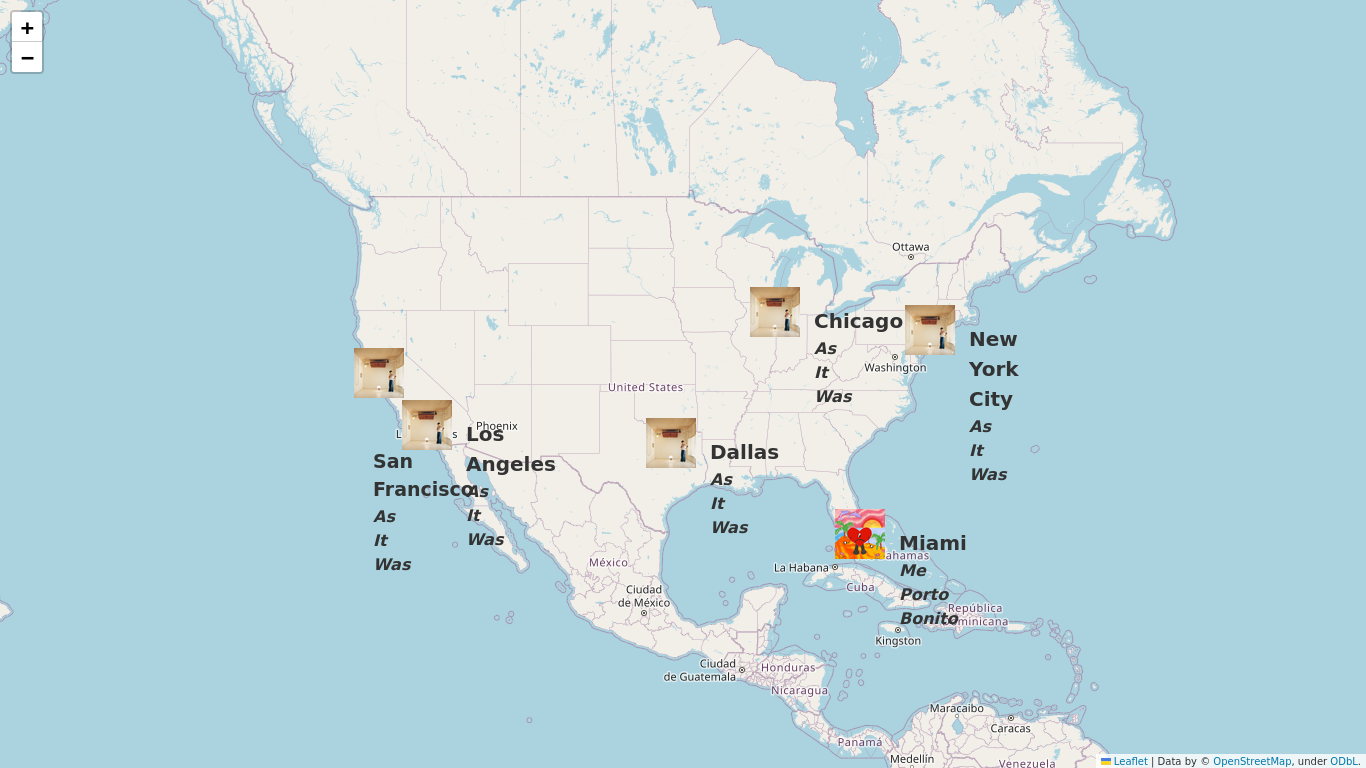 +
−
Ottawa
Chicago
As
It
Was
New
York
City
As
It
Was
Washington
United States
Phoenix
L
s
Los
Angeles
As
It
Was
San
Francisco
As
It
Was
Dallas
As
It
Was
Miami
Me
Porto
Bonito
ahamas
La Habana
Cuba
México
Ciudad
de México
República
minicana
Kingston
Ciudad
de Guatemala
Honduras
Nicaragua
Maracaibo
Caracas
Panamá
Medellín
Venezuela
Leaflet | Data by © OpenStreetMap, under ODbL.